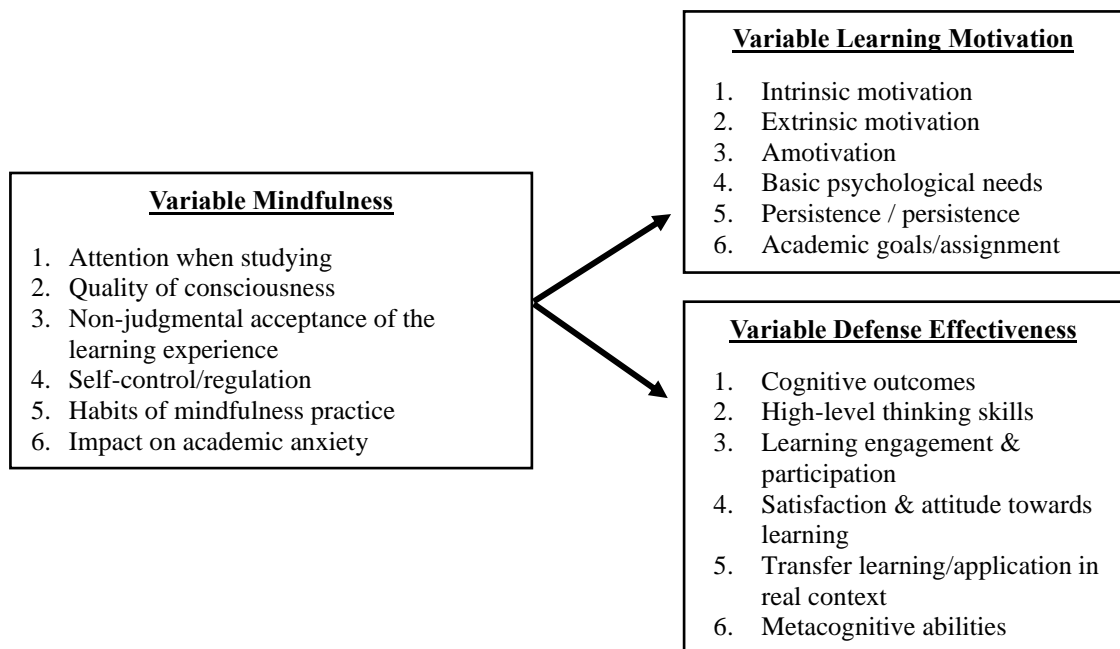 Variable Mindfulness
1. Attention when studying
2. Quality of consciousness
3. Non-judgmental acceptance of the
learning experience
4. Self-control/regulation
5. Habits of mindfulness practice
6. Impact on academic anxiety
Variable Learning Motivation
1. Intrinsic motivation
2. Extrinsic motivation
3. Amotivation
4. Basic psychological needs
5. Persistence / persistence
6. Academic goals/assignment
Variable Defense Effectiveness
1. Cognitive outcomes
2. High-level thinking skills
3. Learning engagement &
participation
4. Satisfaction & attitude towards
learning
5. Transfer learning/application in
real context
6. Metacognitive abilities